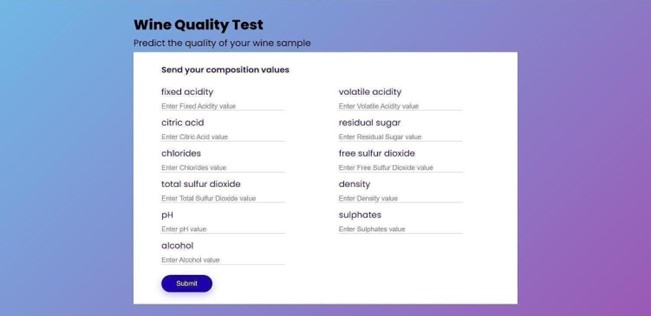 Wine Quality Test
Predict the quality of your wine sample
Send your composition values
fixed acidity
Enter Fixed Acidity value
volatile acidity
Enter Volatile Acidity value
citric acid
Enter Citric Acid value
residual sugar
Enter Residual Sugar value
chlorides
Enter Chlorides value
free sulfur dioxide
Enter Free Sulfur Dioxide value
total sulfur dioxide
Enter Total Sulfur Dioxide value
density
Enter Density value
pH
Enter pH value
sulphates
Enter Sulphates value
alcohol
Enter Alcohol value
Submit